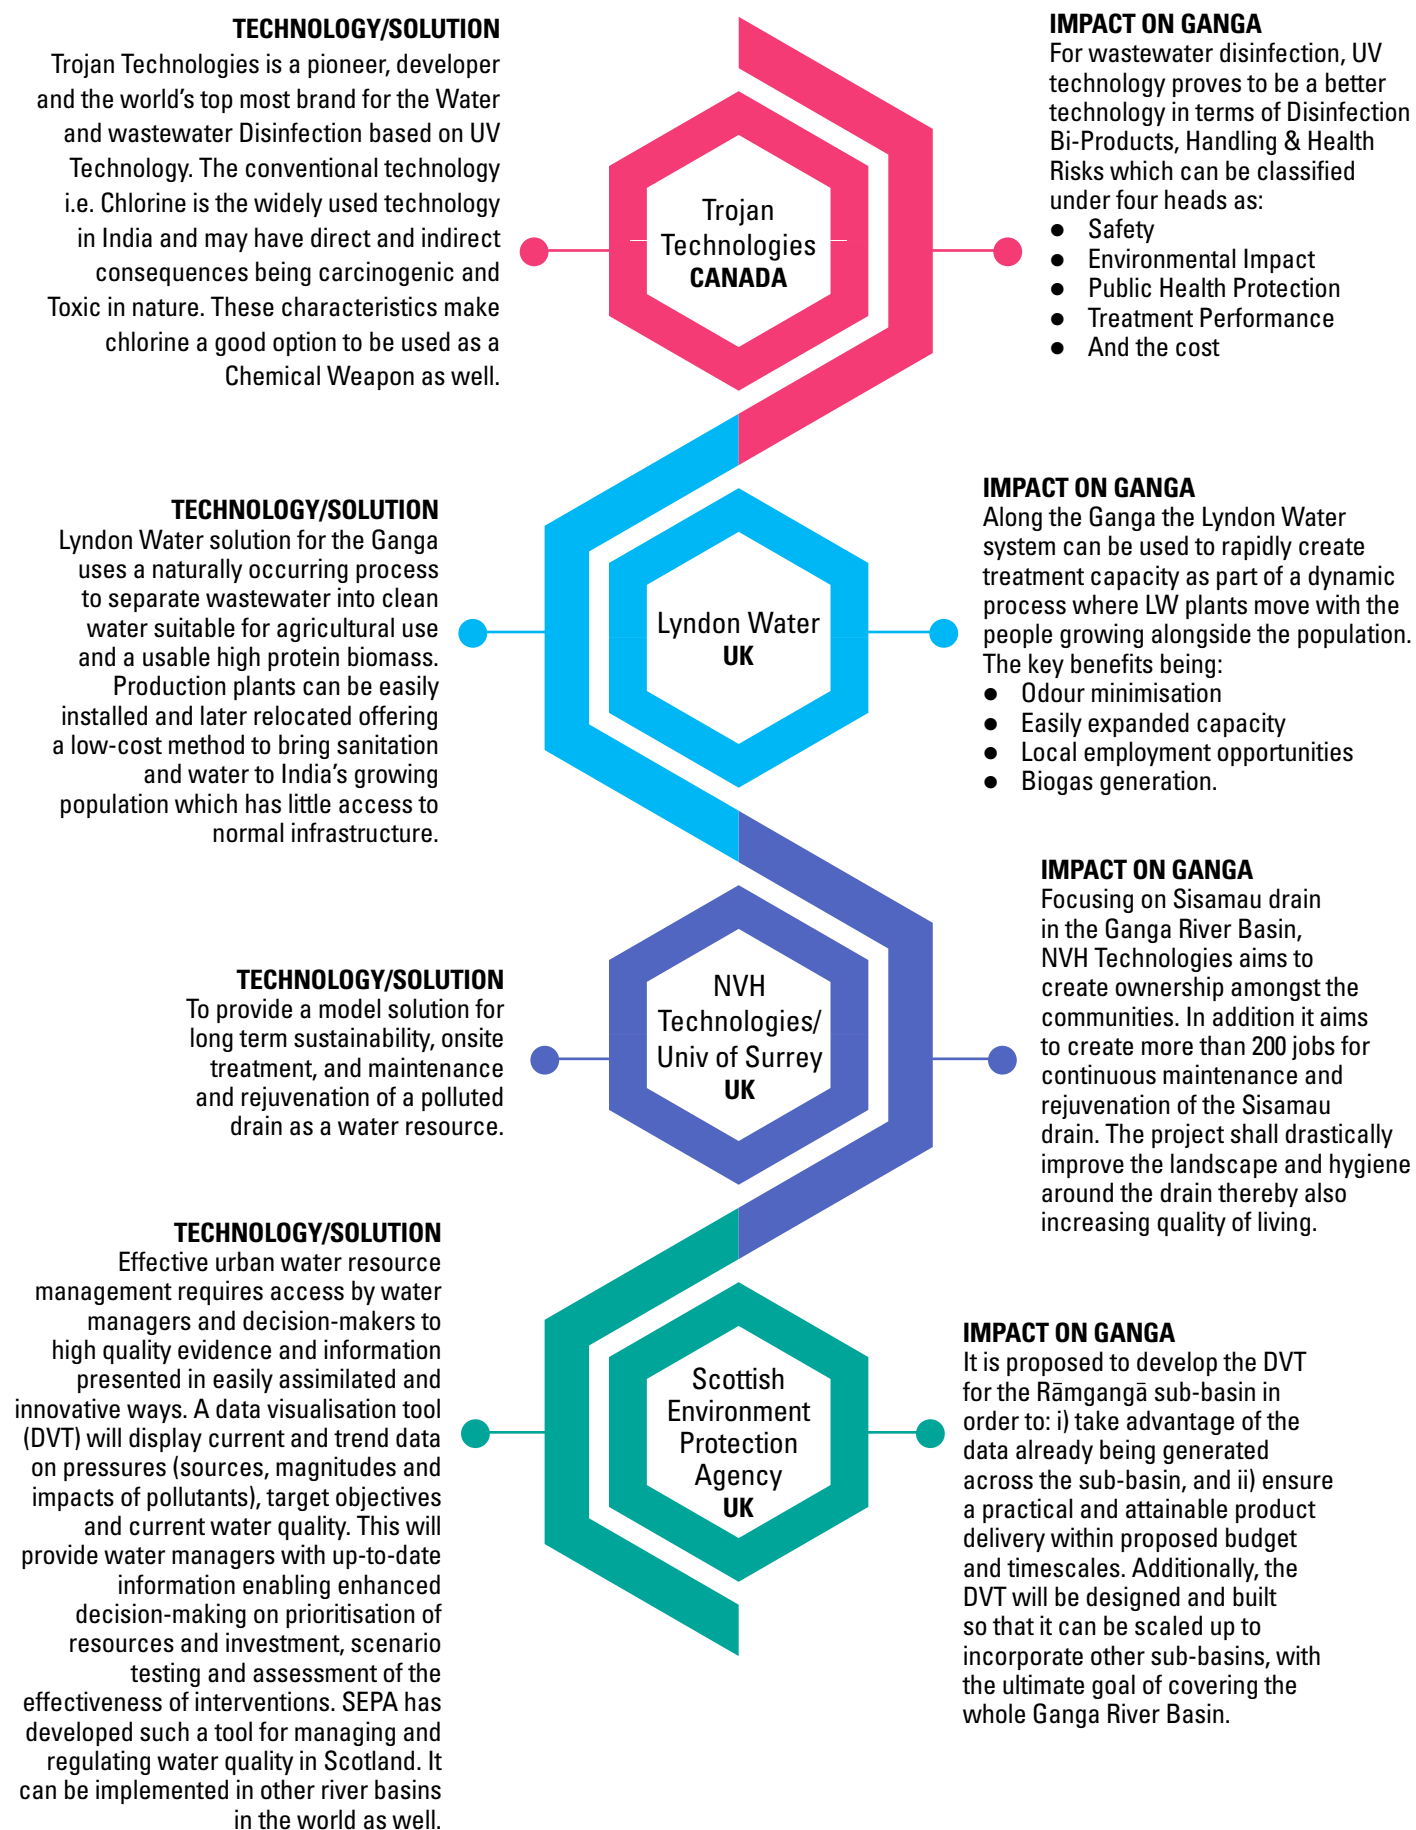 TECHNOLOGY/SOLUTION
Trojan Technologies is a pioneer, developer
and the world's top most brand for the Water
and wastewater Disinfection based on UV
Technology. The conventional technology
i.e. Chlorine is the widely used technology
in India and may have direct and indirect
consequences being carcinogenic and
Toxic in nature. These characteristics make
chlorine a good option to be used as a
Chemical Weapon as well.
Trojan
Technologies
CANADA
IMPACT ON GANGA
For wastewater disinfection, UV
technology proves to be a better
technology in terms of Disinfection
Bi-Products, Handling & Health
Risks which can be classified
under four heads as:
● Safety
● Environmental Impact
● Public Health Protection
● Treatment Performance
● And the cost
TECHNOLOGY/SOLUTION
Lyndon Water solution for the Ganga
uses a naturally occurring process
to separate wastewater into clean
water suitable for agricultural use
and a usable high protein biomass.
Production plants can be easily
installed and later relocated offering
a low-cost method to bring sanitation
and water to India's growing
population which has little access to
normal infrastructure.
Lyndon Water
UK
IMPACT ON GANGA
Along the Ganga the Lyndon Water
system can be used to rapidly create
treatment capacity as part of a dynamic
process where LW plants move with the
people growing alongside the population.
The key benefits being:
● Odour minimisation
● Easily expanded capacity
● Local employment opportunities
● Biogas generation.
TECHNOLOGY/SOLUTION
To provide a model solution for
long term sustainability, onsite
treatment, and maintenance
and rejuvenation of a polluted
drain as a water resource.
NVH
Technologies/
Univ of Surrey
UK
IMPACT ON GANGA
Focusing on Sisamau drain
in the Ganga River Basin,
NVH Technologies aims to
create ownership amongst the
communities. In addition it aims
to create more than 200 jobs for
continuous maintenance and
rejuvenation of the Sisamau
drain. The project shall drastically
improve the landscape and hygiene
around the drain thereby also
increasing quality of living.
TECHNOLOGY/SOLUTION
Effective urban water resource
management requires access by water
managers and decision-makers to
high quality evidence and information
presented in easily assimilated and
innovative ways. A data visualisation tool
(DVT) will display current and trend data
on pressures (sources, magnitudes and
impacts of pollutants), target objectives
and current water quality. This will
provide water managers with up-to-date
information enabling enhanced
decision-making on prioritisation of
resources and investment, scenario
testing and assessment of the
effectiveness of interventions. SEPA has
developed such a tool for managing and
regulating water quality in Scotland. It
can be implemented in other river basins
in the world as well.
Scottish
Environment
Protection
Agency
UK
IMPACT ON GANGA
It is proposed to develop the DVT
for the Rāmgangā sub-basin in
order to: i) take advantage of the
data already being generated
across the sub-basin, and ii) ensure
a practical and attainable product
delivery within proposed budget
and timescales. Additionally, the
DVT will be designed and built
so that it can be scaled up to
incorporate other sub-basins, with
the ultimate goal of covering the
whole Ganga River Basin.